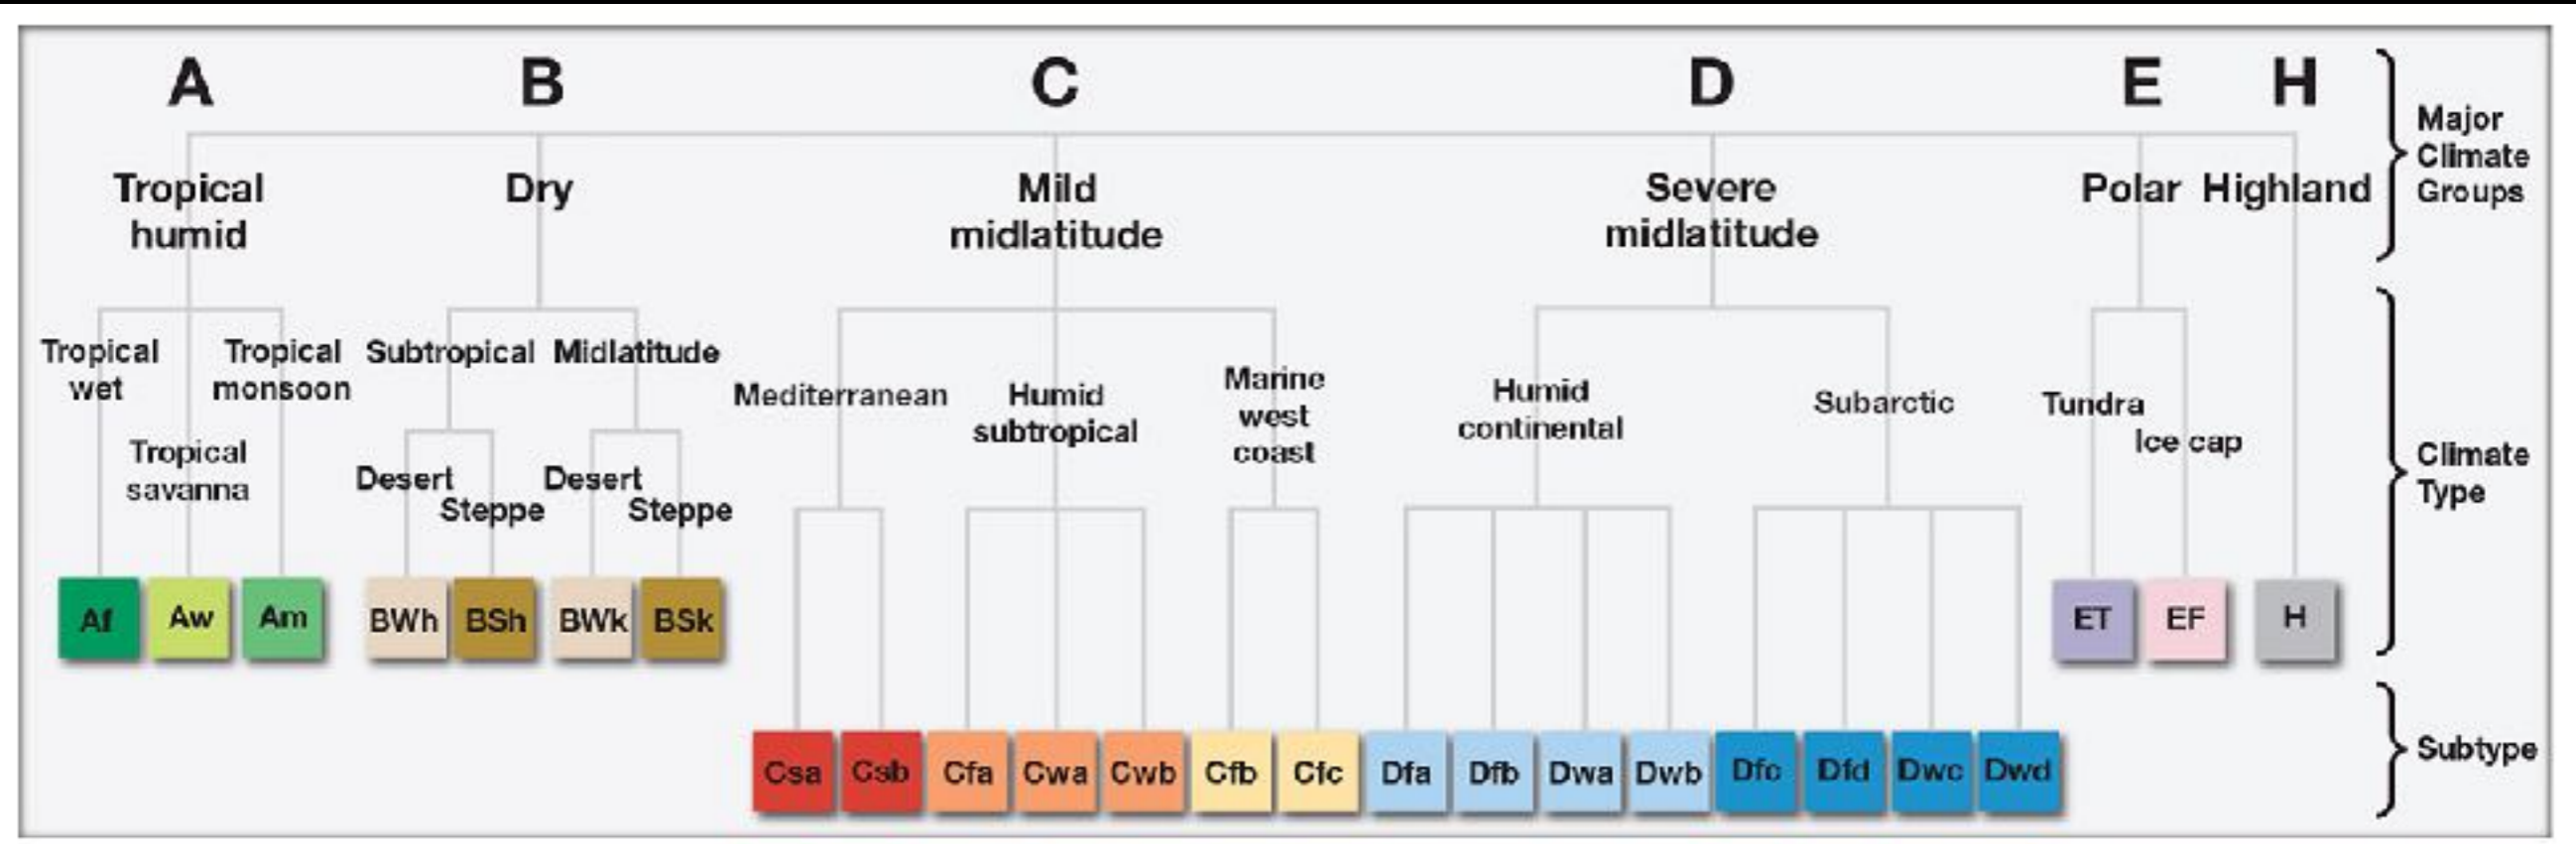 A
B
C
D
E
H
Major
Climate
Groups
Tropical
humid
Dry
Mild
midlatitude
Severe
midlatitude
Polar
Highland
Tropical
wet
Tropical
savanna
Tropical
monsoon
Subtropical
Midlatitude
Desert
Steppe
Desert
Steppe
Mediterranean
Humid
subtropical
Marine
west
coast
Humid
continental
Subarctic
Tundra
Ice cap
Climate
Type
Af
Aw
Am
BWh
BSh
BWk
BSk
ET
EF
H
Csa
Csb
Cfa
Cwa
Cwb
Cfb
Cfc
Dfa
Dfb
Dwa
Dwb
Dfc
Dfd
Dwc
Dwd
Subtype